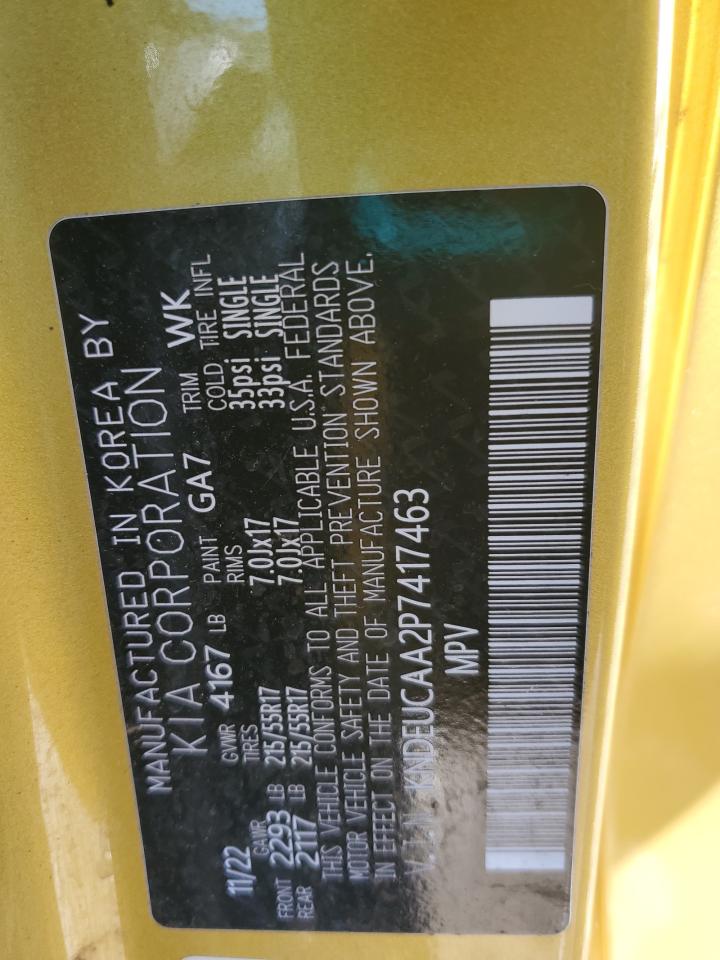 MANUFACTURED IN KOREA BY
KIA CORPORATION
11/22 GVWR 4167 LB PAINT GA7 TRIM WK
GAWR TIRES RIMS COLD TIRE INFL
FRONT 2293 LB 215/55R17 7.0Jx17 35psi SINGLE
REAR 2117 LB 215/55R17 7.0Jx17 33psi SINGLE
THIS VEHICLE CONFORMS TO ALL APPLICABLE U.S.A. FEDERAL
MOTOR VEHICLE SAFETY AND THEFT PREVENTION STANDARDS
IN EFFECT ON THE DATE OF MANUFACTURE SHOWN ABOVE.
V.I.N KNDEUCAA2P7417463
MPV